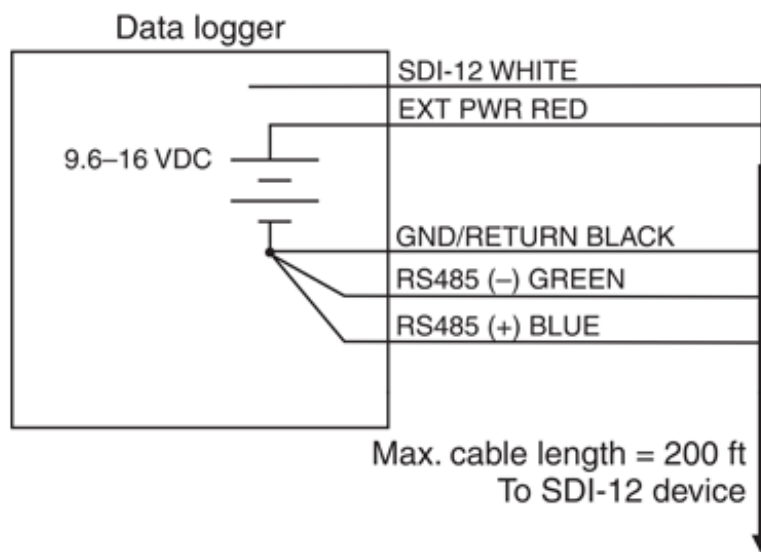 Data logger
SDI-12 WHITE
EXT PWR RED
9.6–16 VDC
GND/RETURN BLACK
RS485 (–) GREEN
RS485 (+) BLUE
Max. cable length = 200 ft
To SDI-12 device